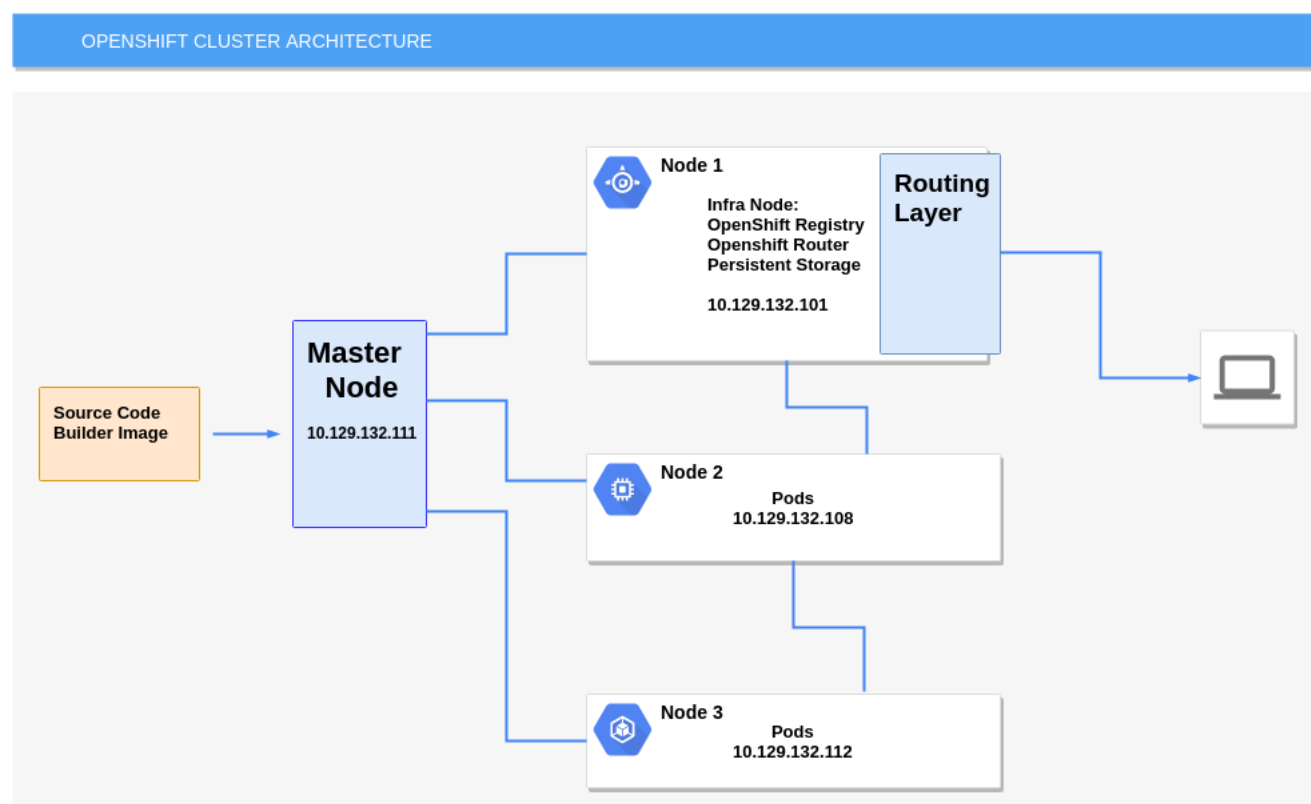 OPENSHIFT CLUSTER ARCHITECTURE
Source Code
Builder Image
Master
Node
10.129.132.111
Node 1
Infra Node:
OpenShift Registry
Openshift Router
Persistent Storage
10.129.132.101
Routing
Layer
Node 2
Pods
10.129.132.108
Node 3
Pods
10.129.132.112